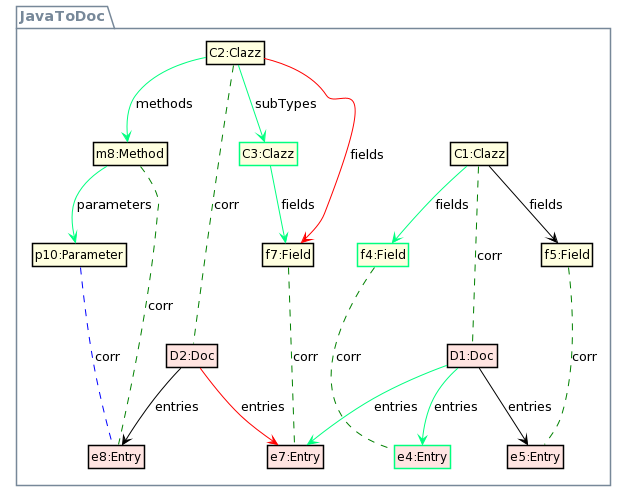 JavaToDoc
C2:Clazz
methods
subTypes
fields
m8:Method
C3:Clazz
C1:Clazz
parameters
corr
fields
fields
fields
p10:Parameter
f7:Field
f4:Field
f5:Field
corr
corr
D2:Doc
D1:Doc
corr
corr
corr
corr
entries
entries
entries
entries
entries
e8:Entry
e7:Entry
e4:Entry
e5:Entry